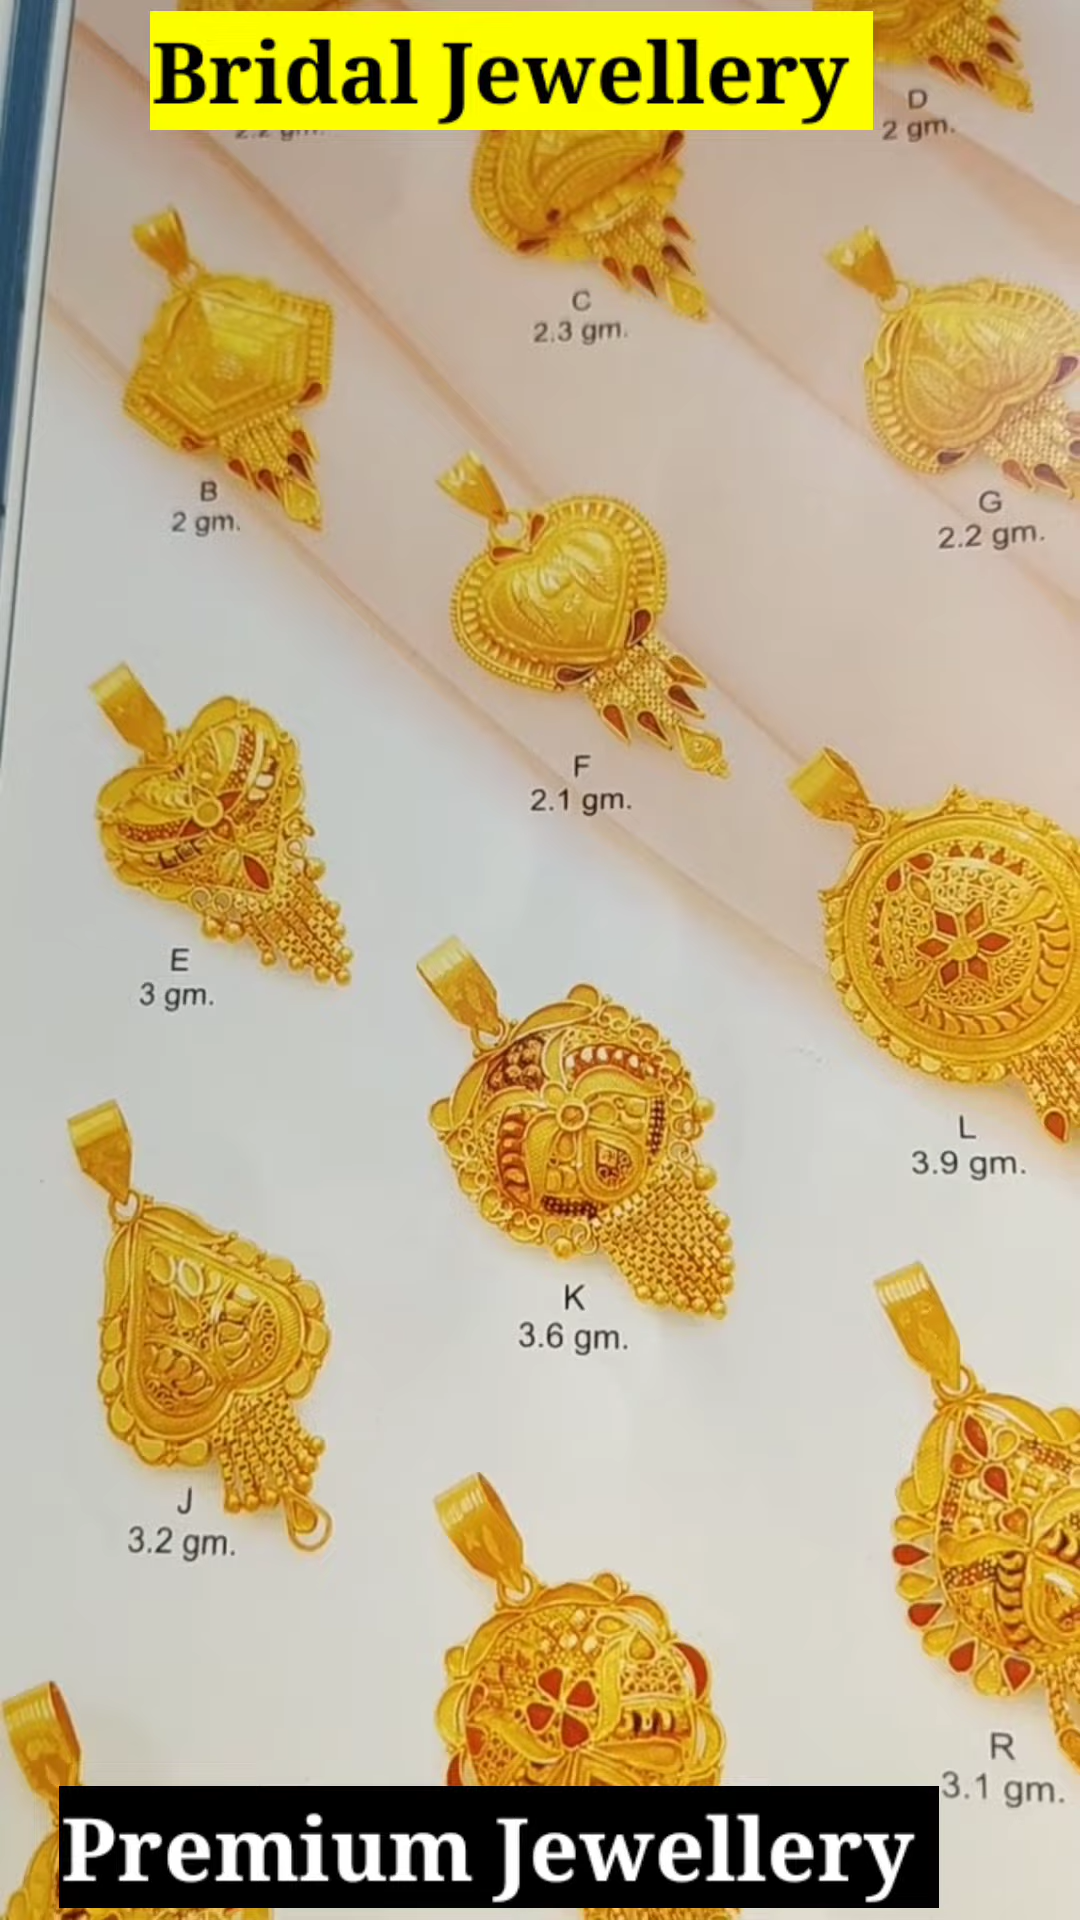 Bridal Jewellery
D
2 gm.
C
2.3 gm.
B
2 gm.
G
2.2 gm.
F
2.1 gm.
E
3 gm.
L
3.9 gm.
K
3.6 gm.
J
3.2 gm.
R
3.1 gm.
Premium Jewellery